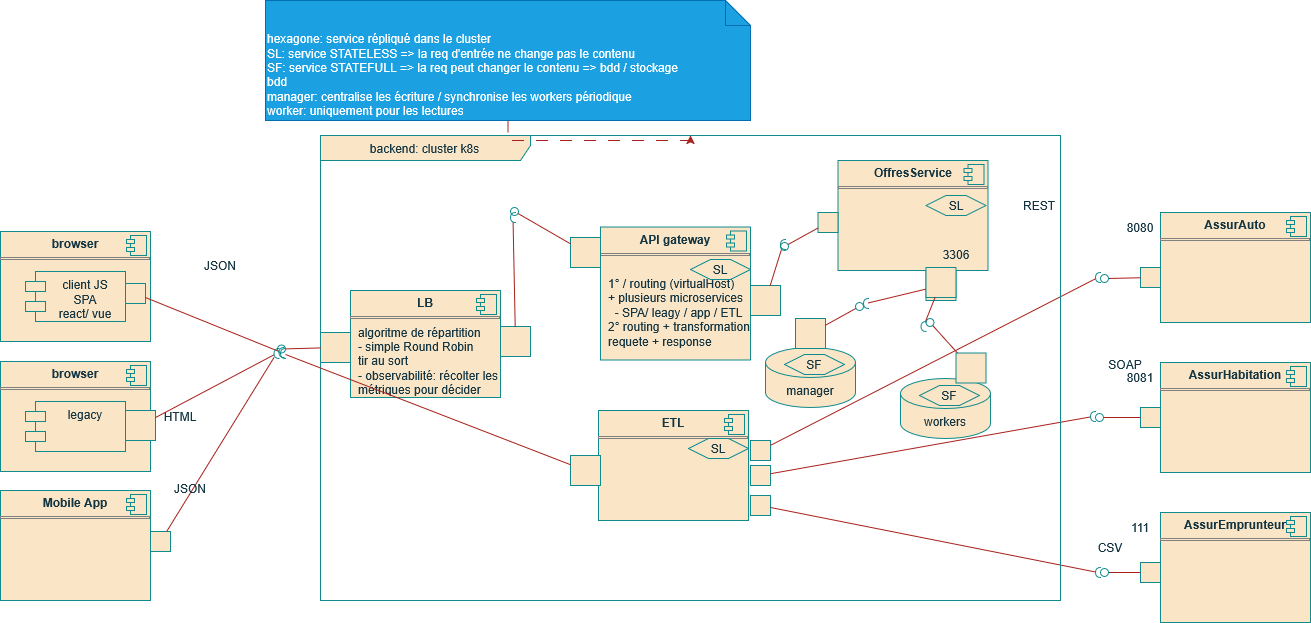 hexagone: service répliqué dans le cluster
SL: service STATELESS => la req d'entrée ne change pas le contenu
SF: service STATEFULL => la req peut changer le contenu => bdd / stockage
bdd
manager: centralise les écriture / synchronise les workers périodique
worker: uniquement pour les lectures
backend: cluster k8s
browser
client JS
SPA
react/ vue
JSON
browser
legacy
HTML
Mobile App
JSON
LB
algoritme de répartition
- simple Round Robin
tir au sort
- observabilité: récolter les
métriques pour décider
API gateway
SL
1° / routing (virtualHost)
+ plusieurs microservices
- SPA/ leagy / app / ETL
2° routing + transformation
requete + response
OffresService
SL
3306
SF
manager
SF
workers
ETL
SL
REST
8080
AssurAuto
SOAP
8081
AssurHabitation
111
CSV
AssurEmprunteur